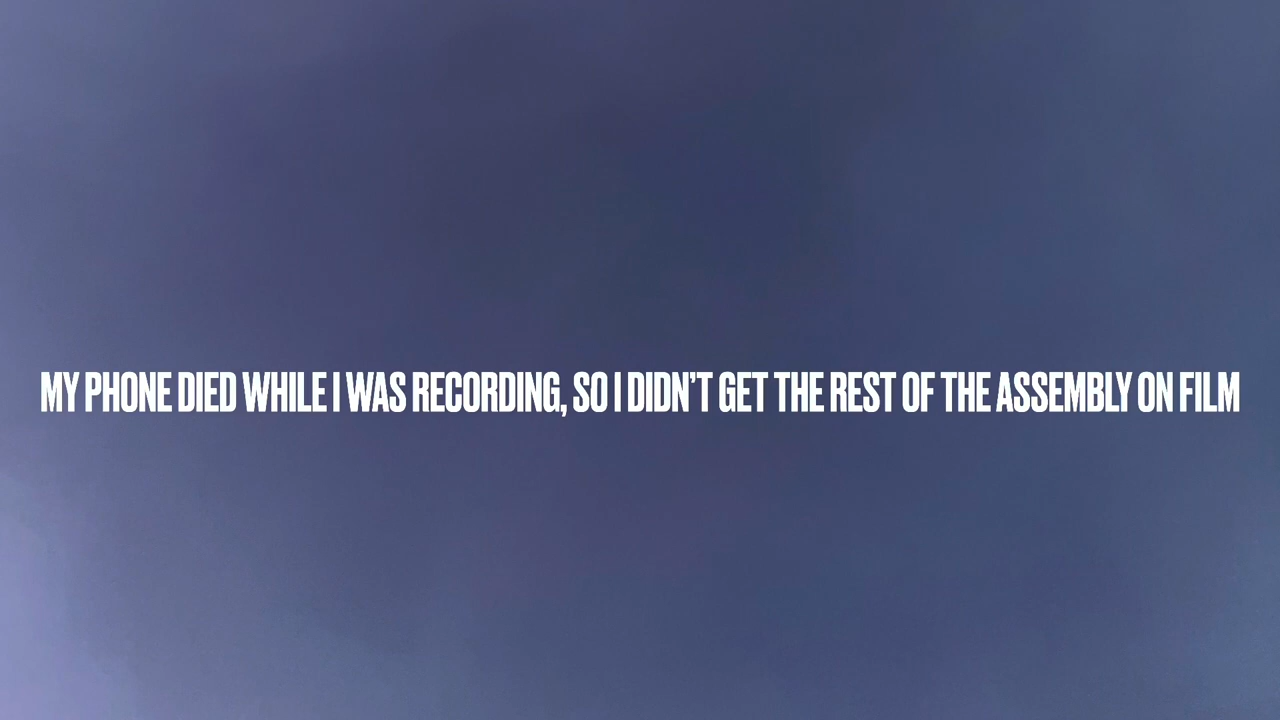 MY PHONE DIED WHILE I WAS RECORDING, SO I DIDN’T GET THE REST OF THE ASSEMBLY ON FILM